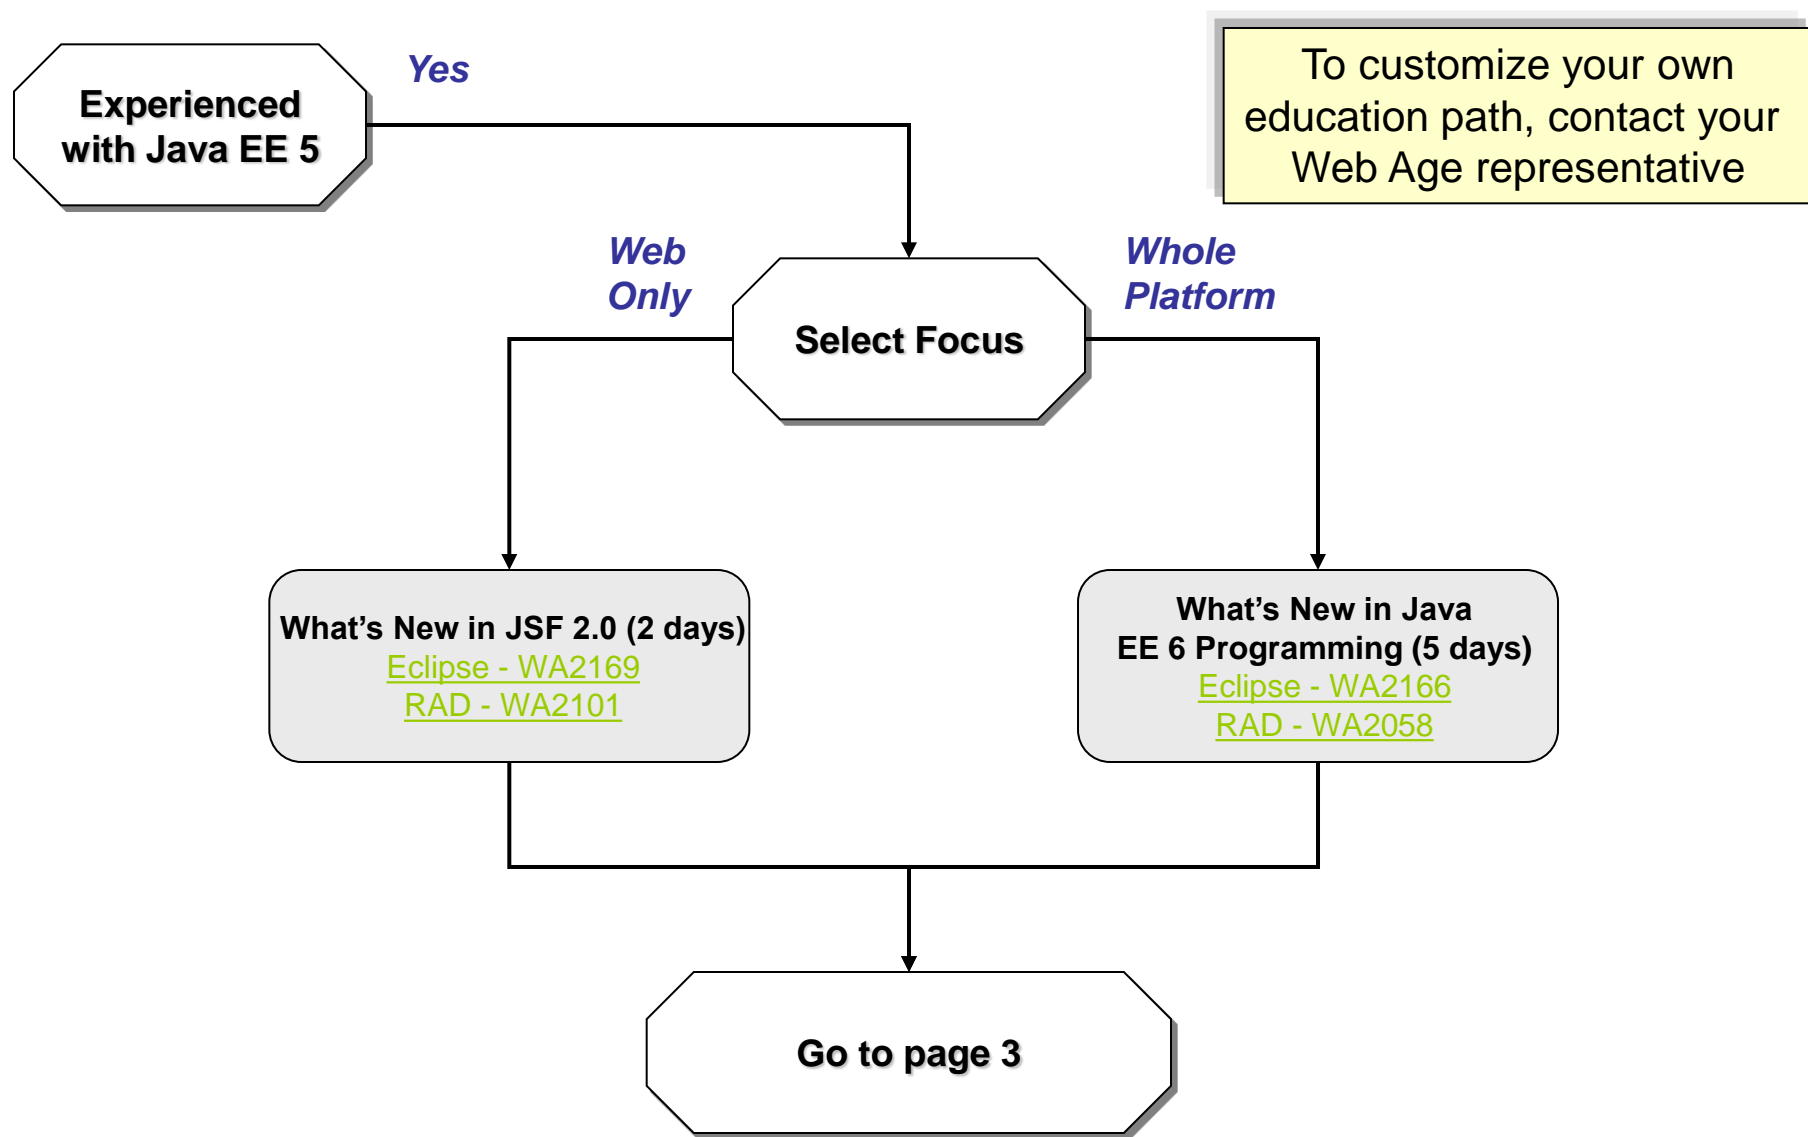 Experienced
with Java EE 5
Yes
To customize your own
education path, contact your
Web Age representative
Web
Only
Whole
Platform
Select Focus
What’s New in JSF 2.0 (2 days)
Eclipse - WA2169
RAD - WA2101
What’s New in Java
EE 6 Programming (5 days)
Eclipse - WA2166
RAD - WA2058
Go to page 3